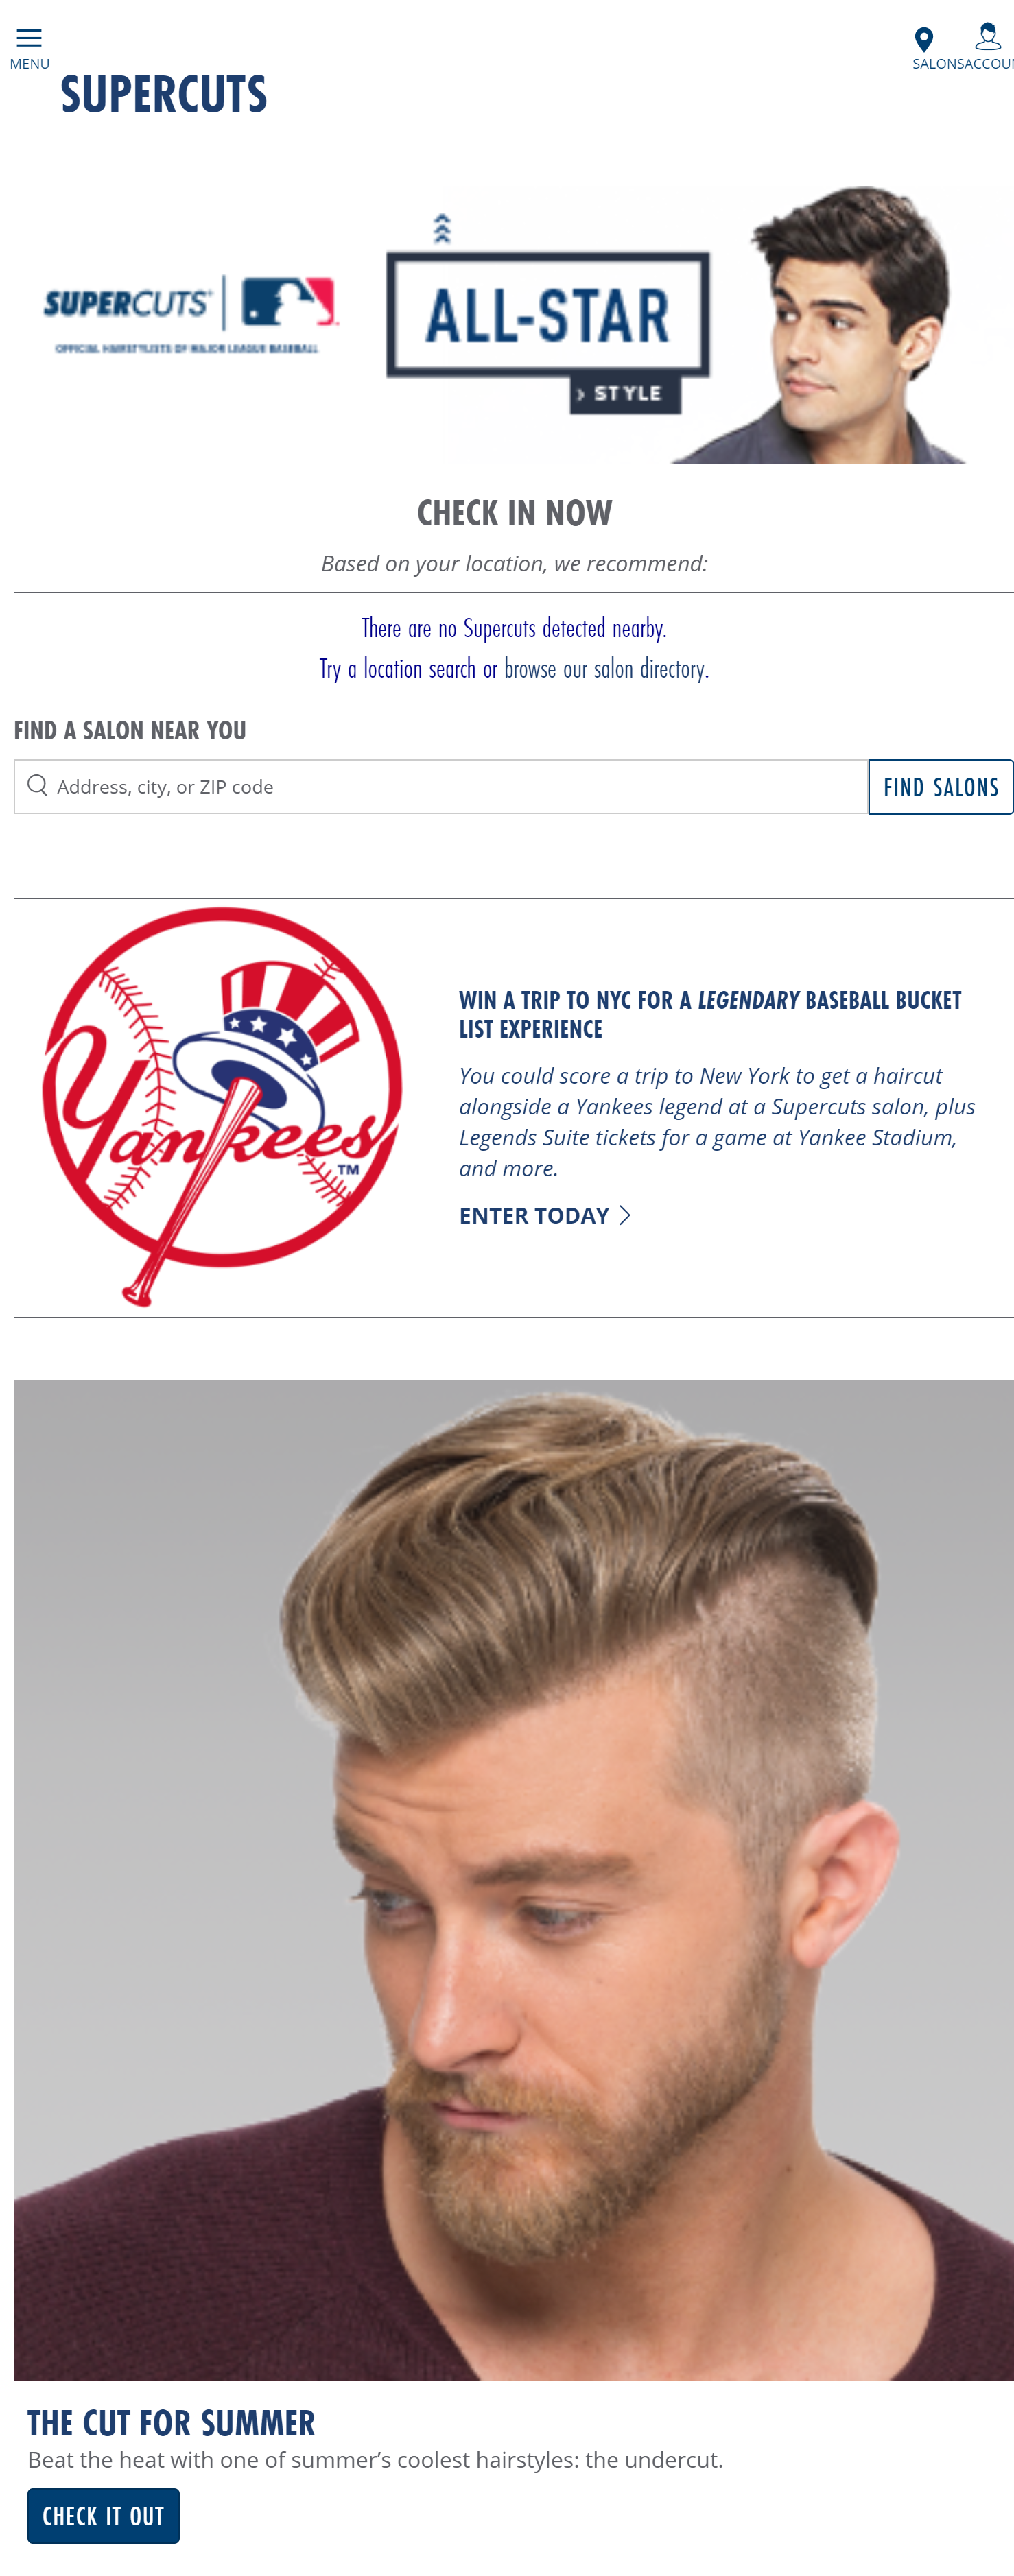 MENU
SALONS
ACCOUN
SUPERCUTS
SUPERCUTS
OFFICIAL HAIRSTYLISTS OF MAJOR LEAGUE BASEBALL
ALL-STAR
› STYLE
CHECK IN NOW
Based on your location, we recommend:
There are no Supercuts detected nearby.
Try a location search or browse our salon directory.
FIND A SALON NEAR YOU
Address, city, or ZIP code
FIND SALONS
Yankees
TM
WIN A TRIP TO NYC FOR A LEGENDARY BASEBALL BUCKET
LIST EXPERIENCE
You could score a trip to New York to get a haircut
alongside a Yankees legend at a Supercuts salon, plus
Legends Suite tickets for a game at Yankee Stadium,
and more.
ENTER TODAY
THE CUT FOR SUMMER
Beat the heat with one of summer’s coolest hairstyles: the undercut.
CHECK IT OUT